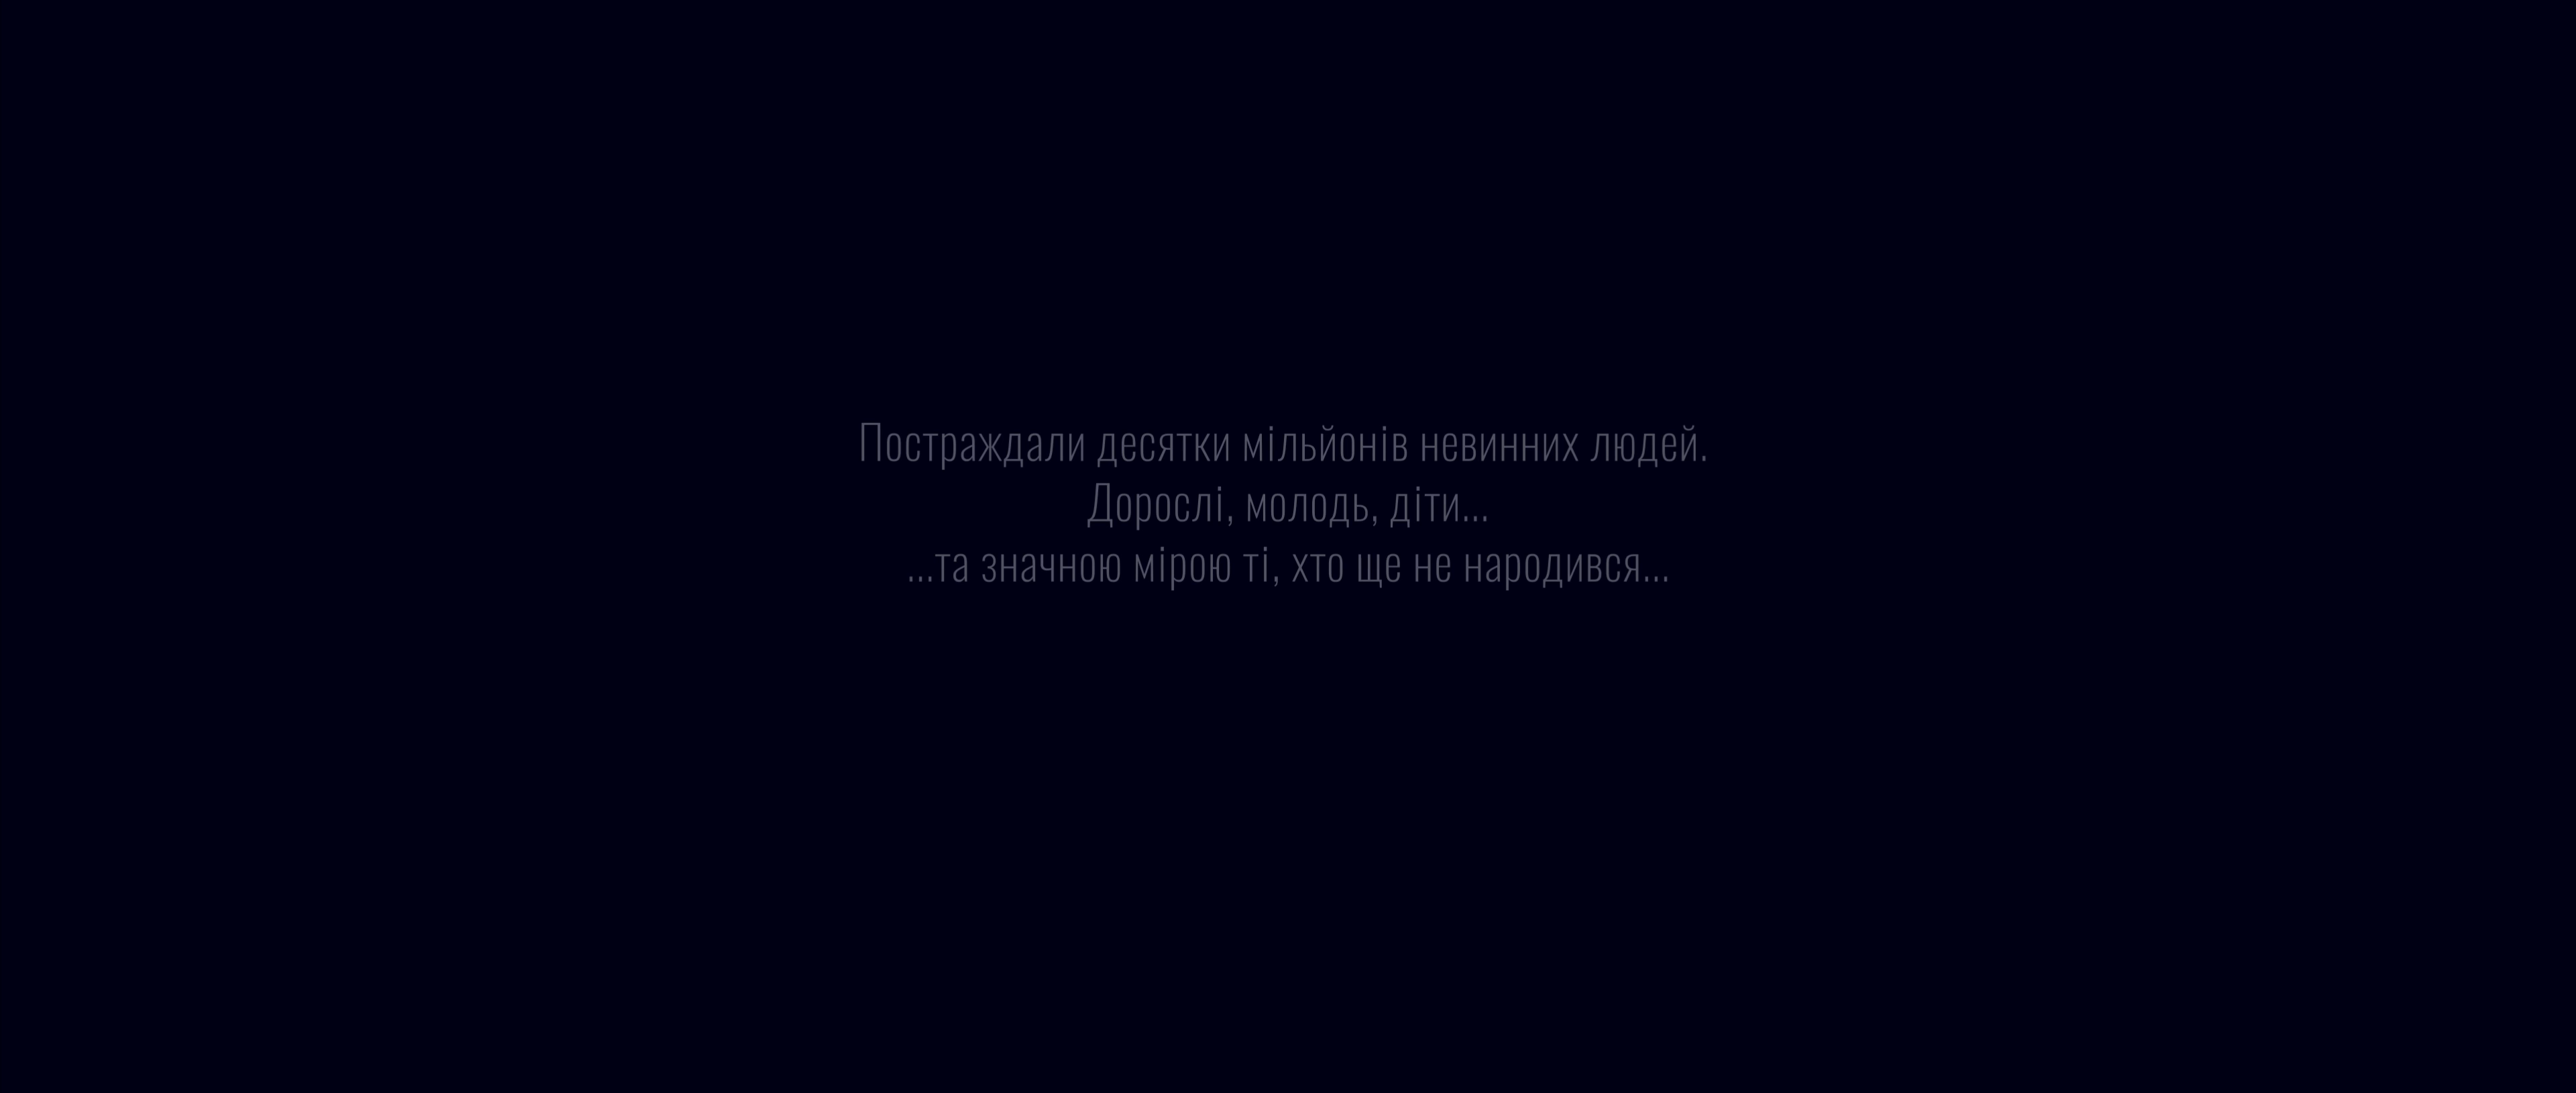 Постраждали десятки мільйонів невинних людей.
Дорослі, молодь, діти...
...та значною мірою ті, хто ще не народився...